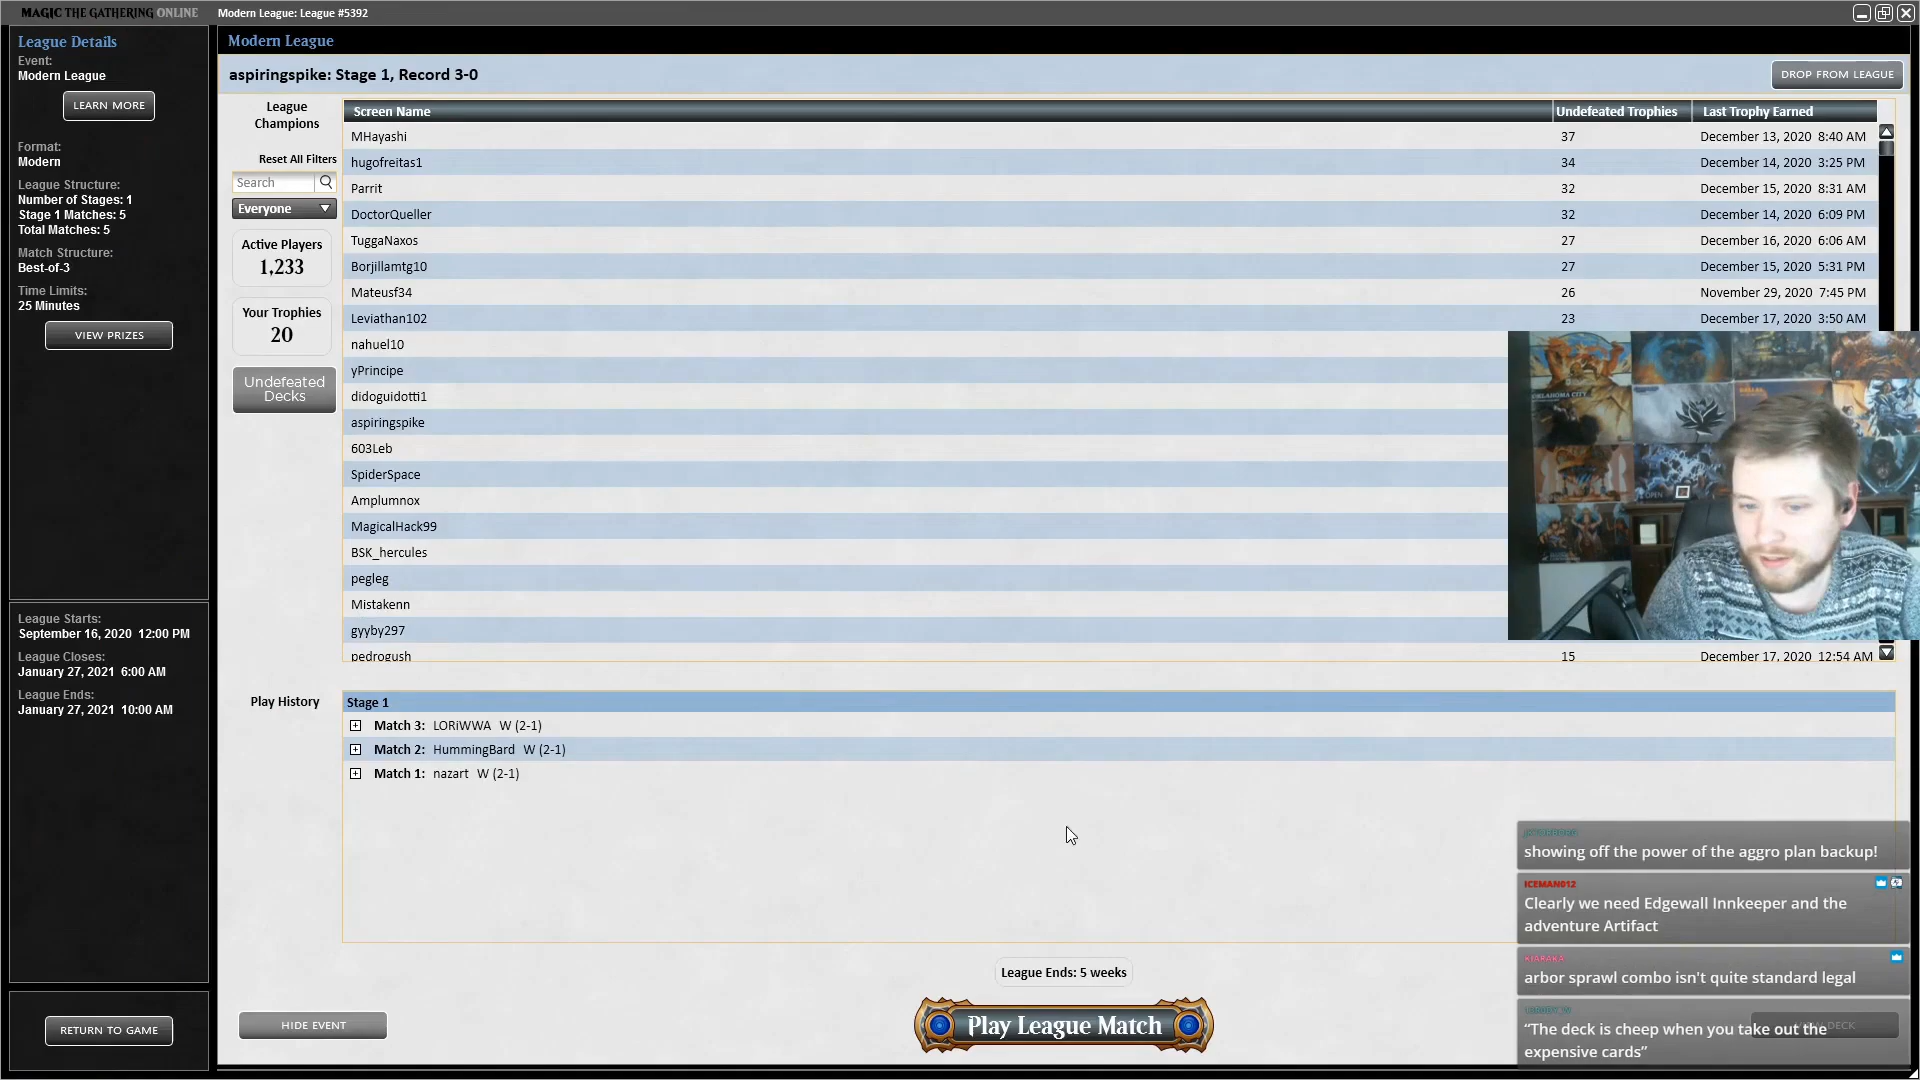 MAGIC THE GATHERING ONLINE
Modern League: League #5392
League Details
Event:
Modern League
LEARN MORE
Format:
Modern
League Structure:
Number of Stages: 1
Stage 1 Matches: 5
Total Matches: 5
Match Structure:
Best-of-3
Time Limits:
25 Minutes
VIEW PRIZES
League Starts:
September 16, 2020 12:00 PM
League Closes:
January 27, 2021 6:00 AM
League Ends:
January 27, 2021 10:00 AM
RETURN TO GAME
Modern League
aspiringspike: Stage 1, Record 3-0
DROP FROM LEAGUE
League
Champions
Reset All Filters
Search
Everyone
Active Players
1,233
Your Trophies
20
Undefeated
Decks
Screen Name Undefeated Trophies Last Trophy Earned
MHayashi 37 December 13, 2020 8:40 AM
hugofreitas1 34 December 14, 2020 3:25 PM
Parrit 32 December 15, 2020 8:31 AM
DoctorQueller 32 December 14, 2020 6:09 PM
TuggaNaxos 27 December 16, 2020 6:06 AM
Borjillamtg10 27 December 15, 2020 5:31 PM
Mateusf34 26 November 29, 2020 7:45 PM
Leviathan102 23 December 17, 2020 3:50 AM
nahuel10
yPrincipe
didoguidotti1
aspiringspike
603Leb
SpiderSpace
Amplumnox
MagicalHack99
BSK_hercules
pegleg
Mistakenn
gyyby297
pedrogush 15 December 17, 2020 12:54 AM
OKLAHOMA CITY
OPEN
Play History
Stage 1
Match 3: LORiWWA W (2-1)
Match 2: HummingBard W (2-1)
Match 1: nazart W (2-1)
League Ends: 5 weeks
HIDE EVENT
Play League Match
showing off the power of the aggro plan backup!
ICEMAN012
Clearly we need Edgewall Innkeeper and the
adventure Artifact
KIARAKA
arbor sprawl combo isn't quite standard legal
“The deck is cheep when you take out the
expensive cards”
DECK